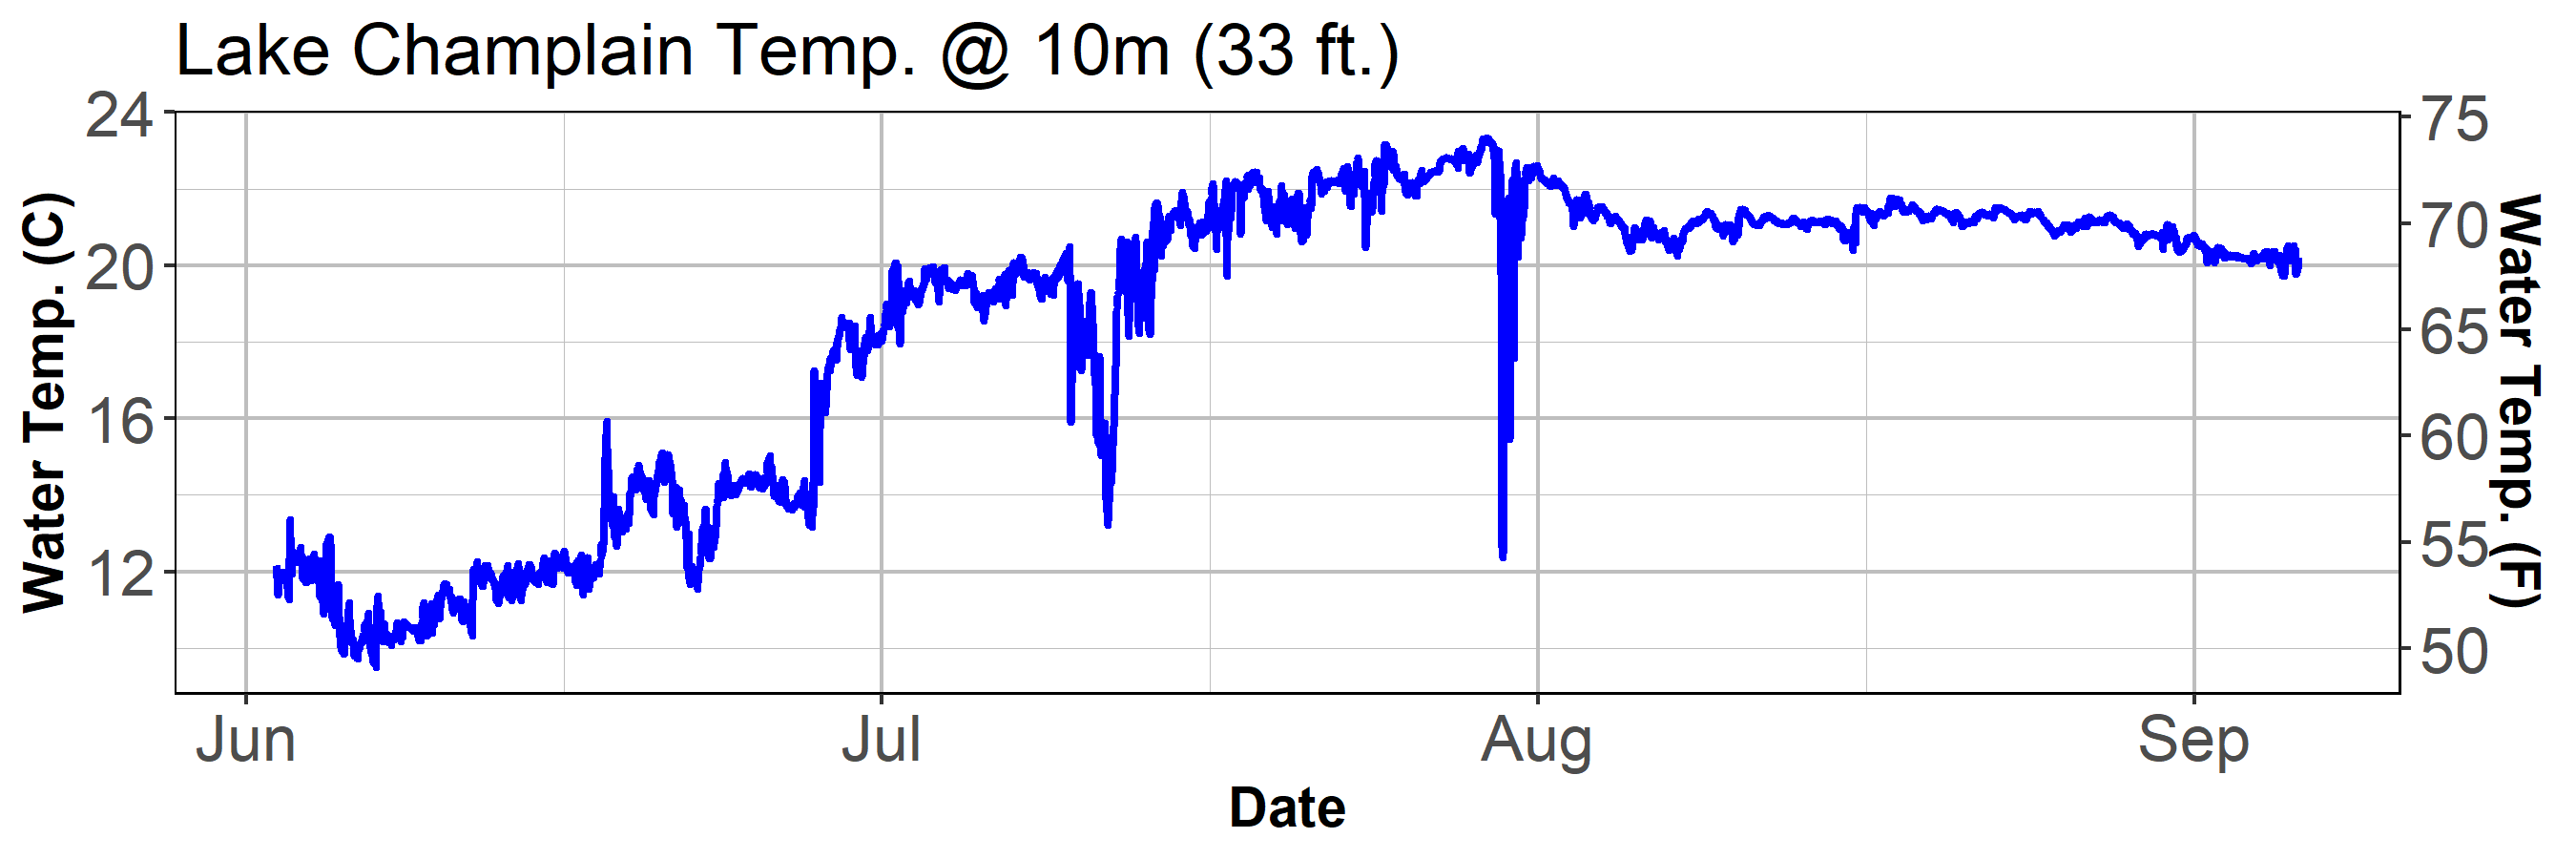 Lake Champlain Temp. @ 10m (33 ft.)
Water Temp. (C)
24
20
16
12
75
70
65
60
55
50
Water Temp. (F)
Jun Jul Aug Sep
Date